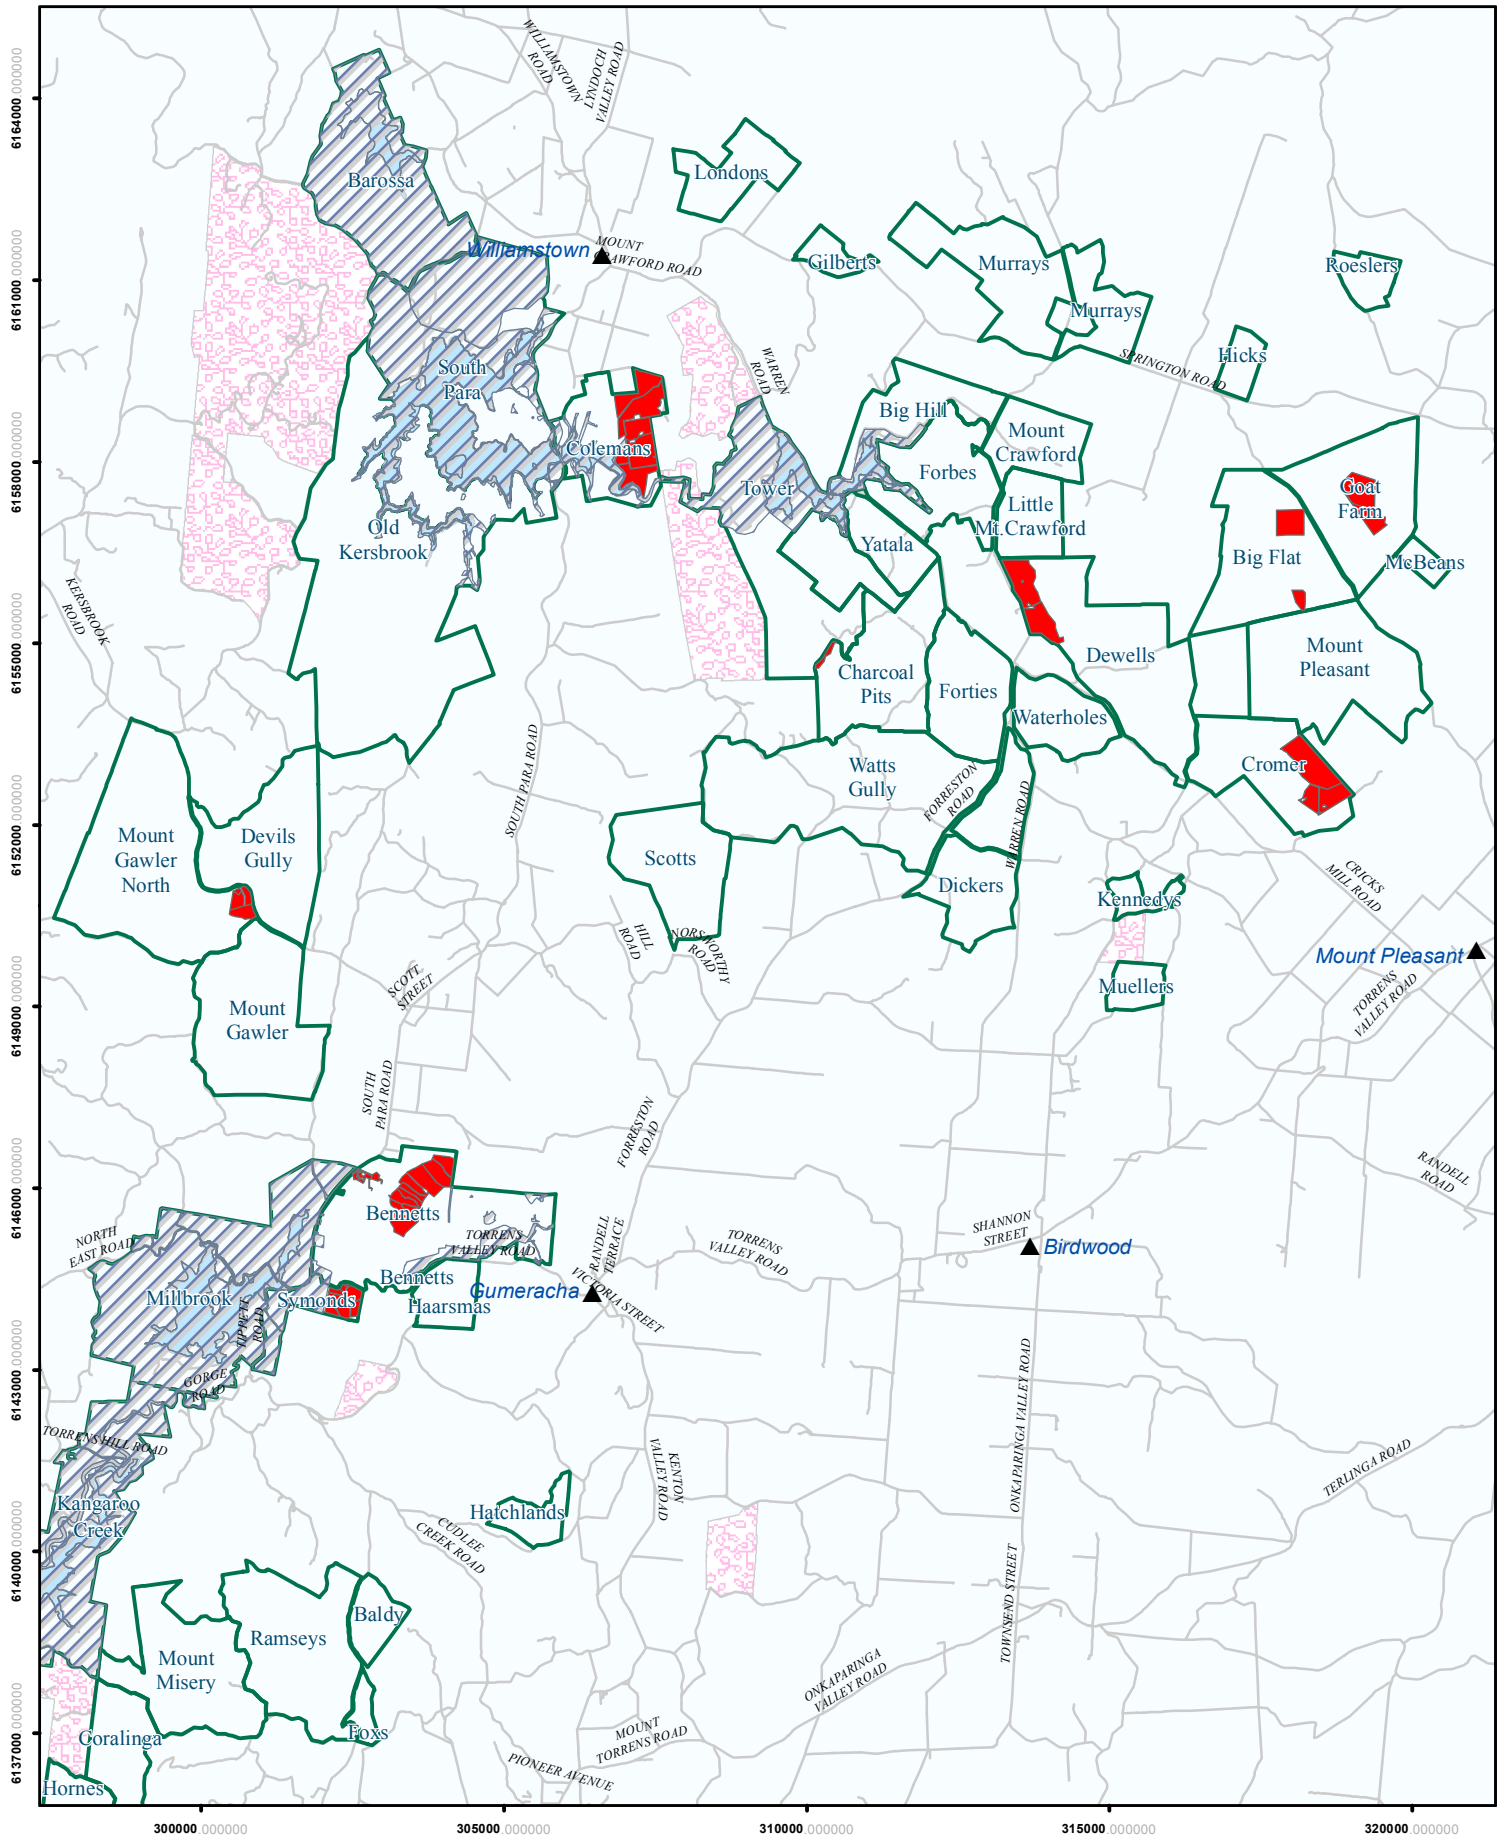 WILLIAMSTOWN
ROAD
LYNDOCH
VALLEY ROAD
6164000.000000
Londons
Barossa
Williamstown
MOUNT
CRAWFORD ROAD
Gilberts
Murrays
Roeslers
6161000.000000
Murrays
WARREN
ROAD
SPRINGTON ROAD
Hicks
South
Para
Big Hill
Mount
Crawford
Colemans
6158000.000000
Forbes
Tower
Goat
Farm
Little
Mt.Crawford
Old
Kersbrook
Yatala
Big Flat
McBeans
KERSBROOK
ROAD
6155000.000000
Dewells
Mount
Pleasant
Charcoal
Pits
Forties
Waterholes
SOUTH PARA ROAD
Watts
Gully
Cromer
FORRESTON
ROAD
WARREN ROAD
6152000.000000
Mount
Gawler
North
Devils
Gully
Scotts
Dickers
CRICKS
MILL ROAD
Kennedys
HILL
ROAD
NORSWORTHY
ROAD
Mount Pleasant
SCOTT
STREET
Muellers
TORRENS
VALLEY ROAD
6149000.000000
Mount
Gawler
SOUTH
PARA ROAD
FORRESTON
ROAD
RANDELL
ROAD
6146000.000000
Bennetts
NORTH
EAST ROAD
TORRENS
VALLEY ROAD
RANDELL
TERRACE
TORRENS
VALLEY ROAD
SHANNON
STREET
Birdwood
Bennetts
Gumeracha
VICTORIA STREET
Millbrook
Symonds
Haarsmas
TIPPETT
ROAD
6143000.000000
GORGE
ROAD
ONKAPARINGA VALLEY ROAD
TORRENS HILL ROAD
KENTON
VALLEY ROAD
TERLINGA ROAD
Kangaroo
Creek
Hatchlands
CUDLEE
CREEK ROAD
6140000.000000
TOWNSEND STREET
Baldy
Ramseys
Mount
Misery
ONKAPARINGA
VALLEY ROAD
6137000.000000
Coralinga
Foxs
MOUNT
TORRENS ROAD
PIONEER AVENUE
Hornes
300000.000000
305000.000000
310000.000000
315000.000000
320000.000000